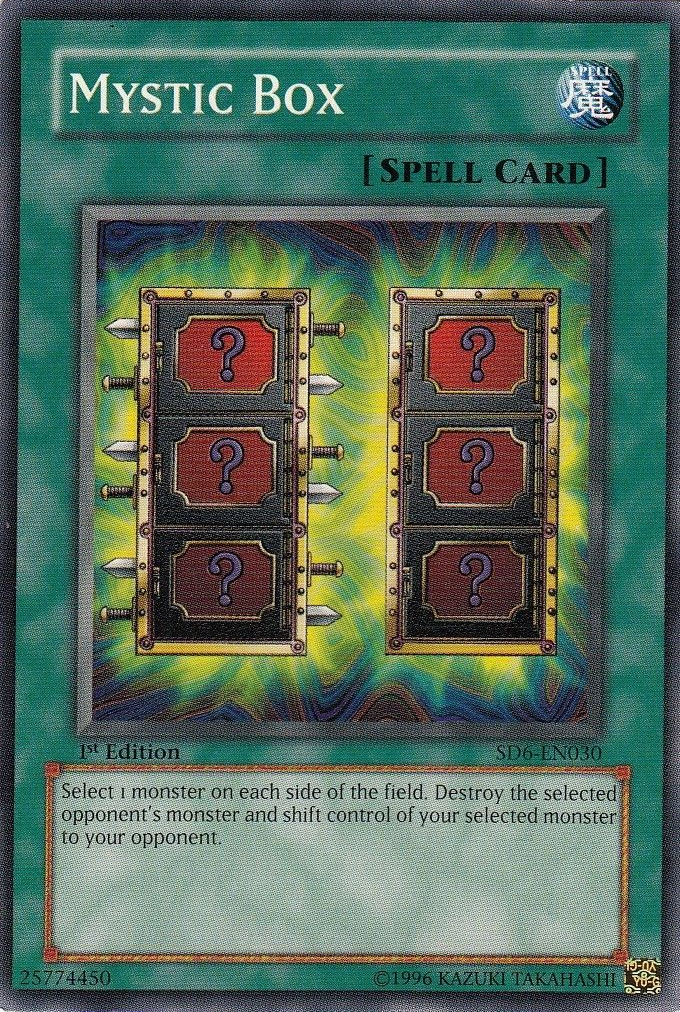 Mystic Box
SPELL
魔
[Spell Card]
?
?
?
?
?
?
1st Edition
SD6-EN030
Select 1 monster on each side of the field. Destroy the selected
opponent's monster and shift control of your selected monster
to your opponent.
25774450
©1996 KAZUKI TAKAHASHI